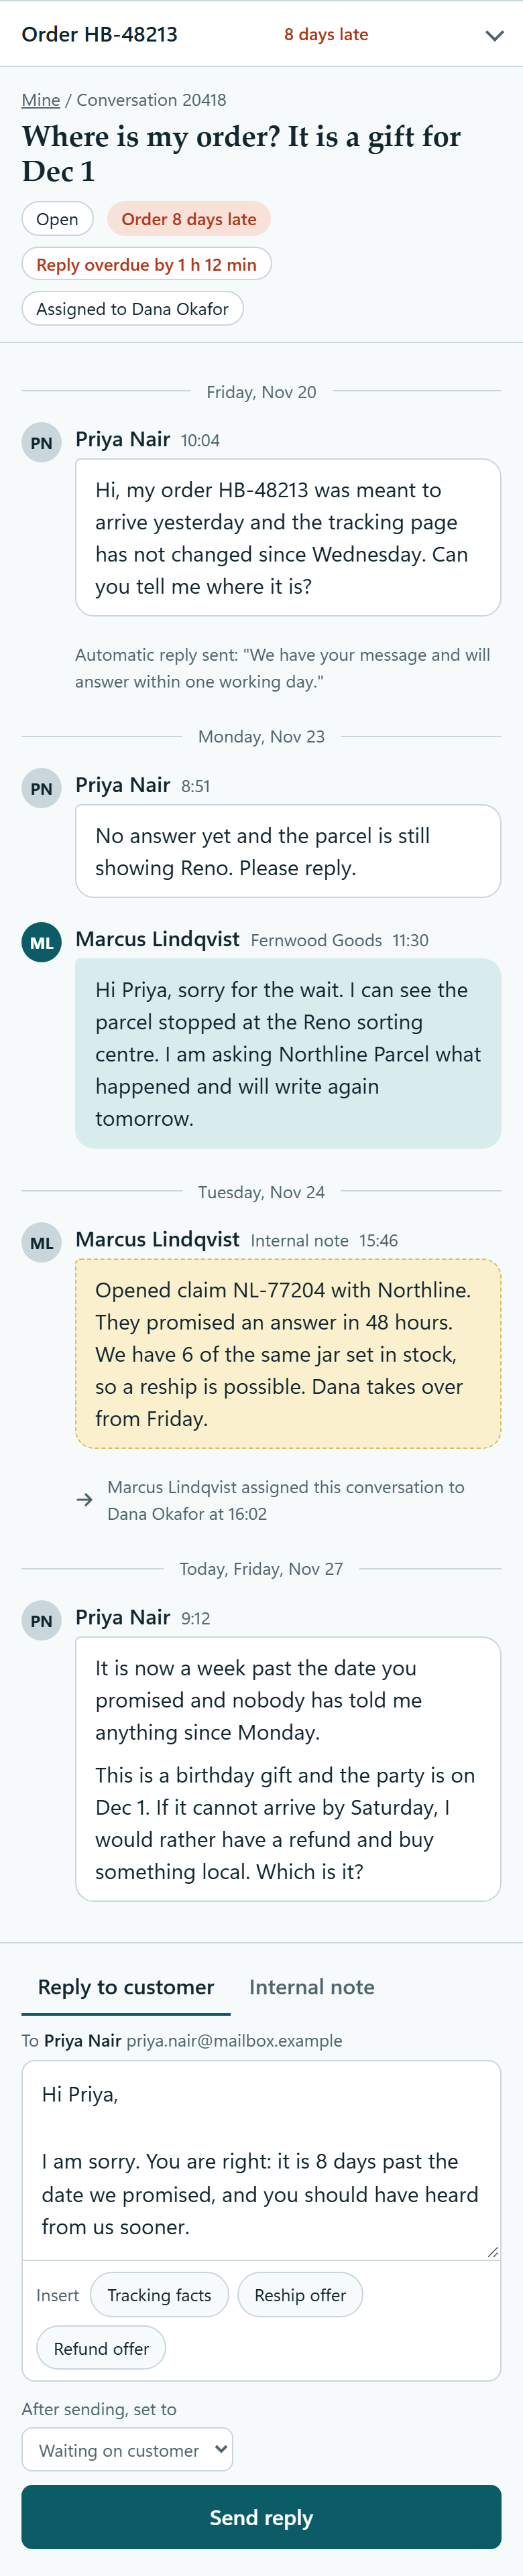 Order HB-48213 8 days late
Mine / Conversation 20418
Where is my order? It is a gift for
Dec 1
Open Order 8 days late
Reply overdue by 1 h 12 min
Assigned to Dana Okafor
Friday, Nov 20
PN Priya Nair 10:04
Hi, my order HB-48213 was meant to
arrive yesterday and the tracking page
has not changed since Wednesday. Can
you tell me where it is?
Automatic reply sent: "We have your message and will
answer within one working day."
Monday, Nov 23
PN Priya Nair 8:51
No answer yet and the parcel is still
showing Reno. Please reply.
ML Marcus Lindqvist Fernwood Goods 11:30
Hi Priya, sorry for the wait. I can see the
parcel stopped at the Reno sorting
centre. I am asking Northline Parcel what
happened and will write again
tomorrow.
Tuesday, Nov 24
ML Marcus Lindqvist Internal note 15:46
Opened claim NL-77204 with Northline.
They promised an answer in 48 hours.
We have 6 of the same jar set in stock,
so a reship is possible. Dana takes over
from Friday.
Marcus Lindqvist assigned this conversation to
Dana Okafor at 16:02
Today, Friday, Nov 27
PN Priya Nair 9:12
It is now a week past the date you
promised and nobody has told me
anything since Monday.
This is a birthday gift and the party is on
Dec 1. If it cannot arrive by Saturday, I
would rather have a refund and buy
something local. Which is it?
Reply to customer Internal note
To Priya Nair priya.nair@mailbox.example
Hi Priya,
I am sorry. You are right: it is 8 days past the
date we promised, and you should have heard
from us sooner.
Insert Tracking facts Reship offer
Refund offer
After sending, set to
Waiting on customer
Send reply